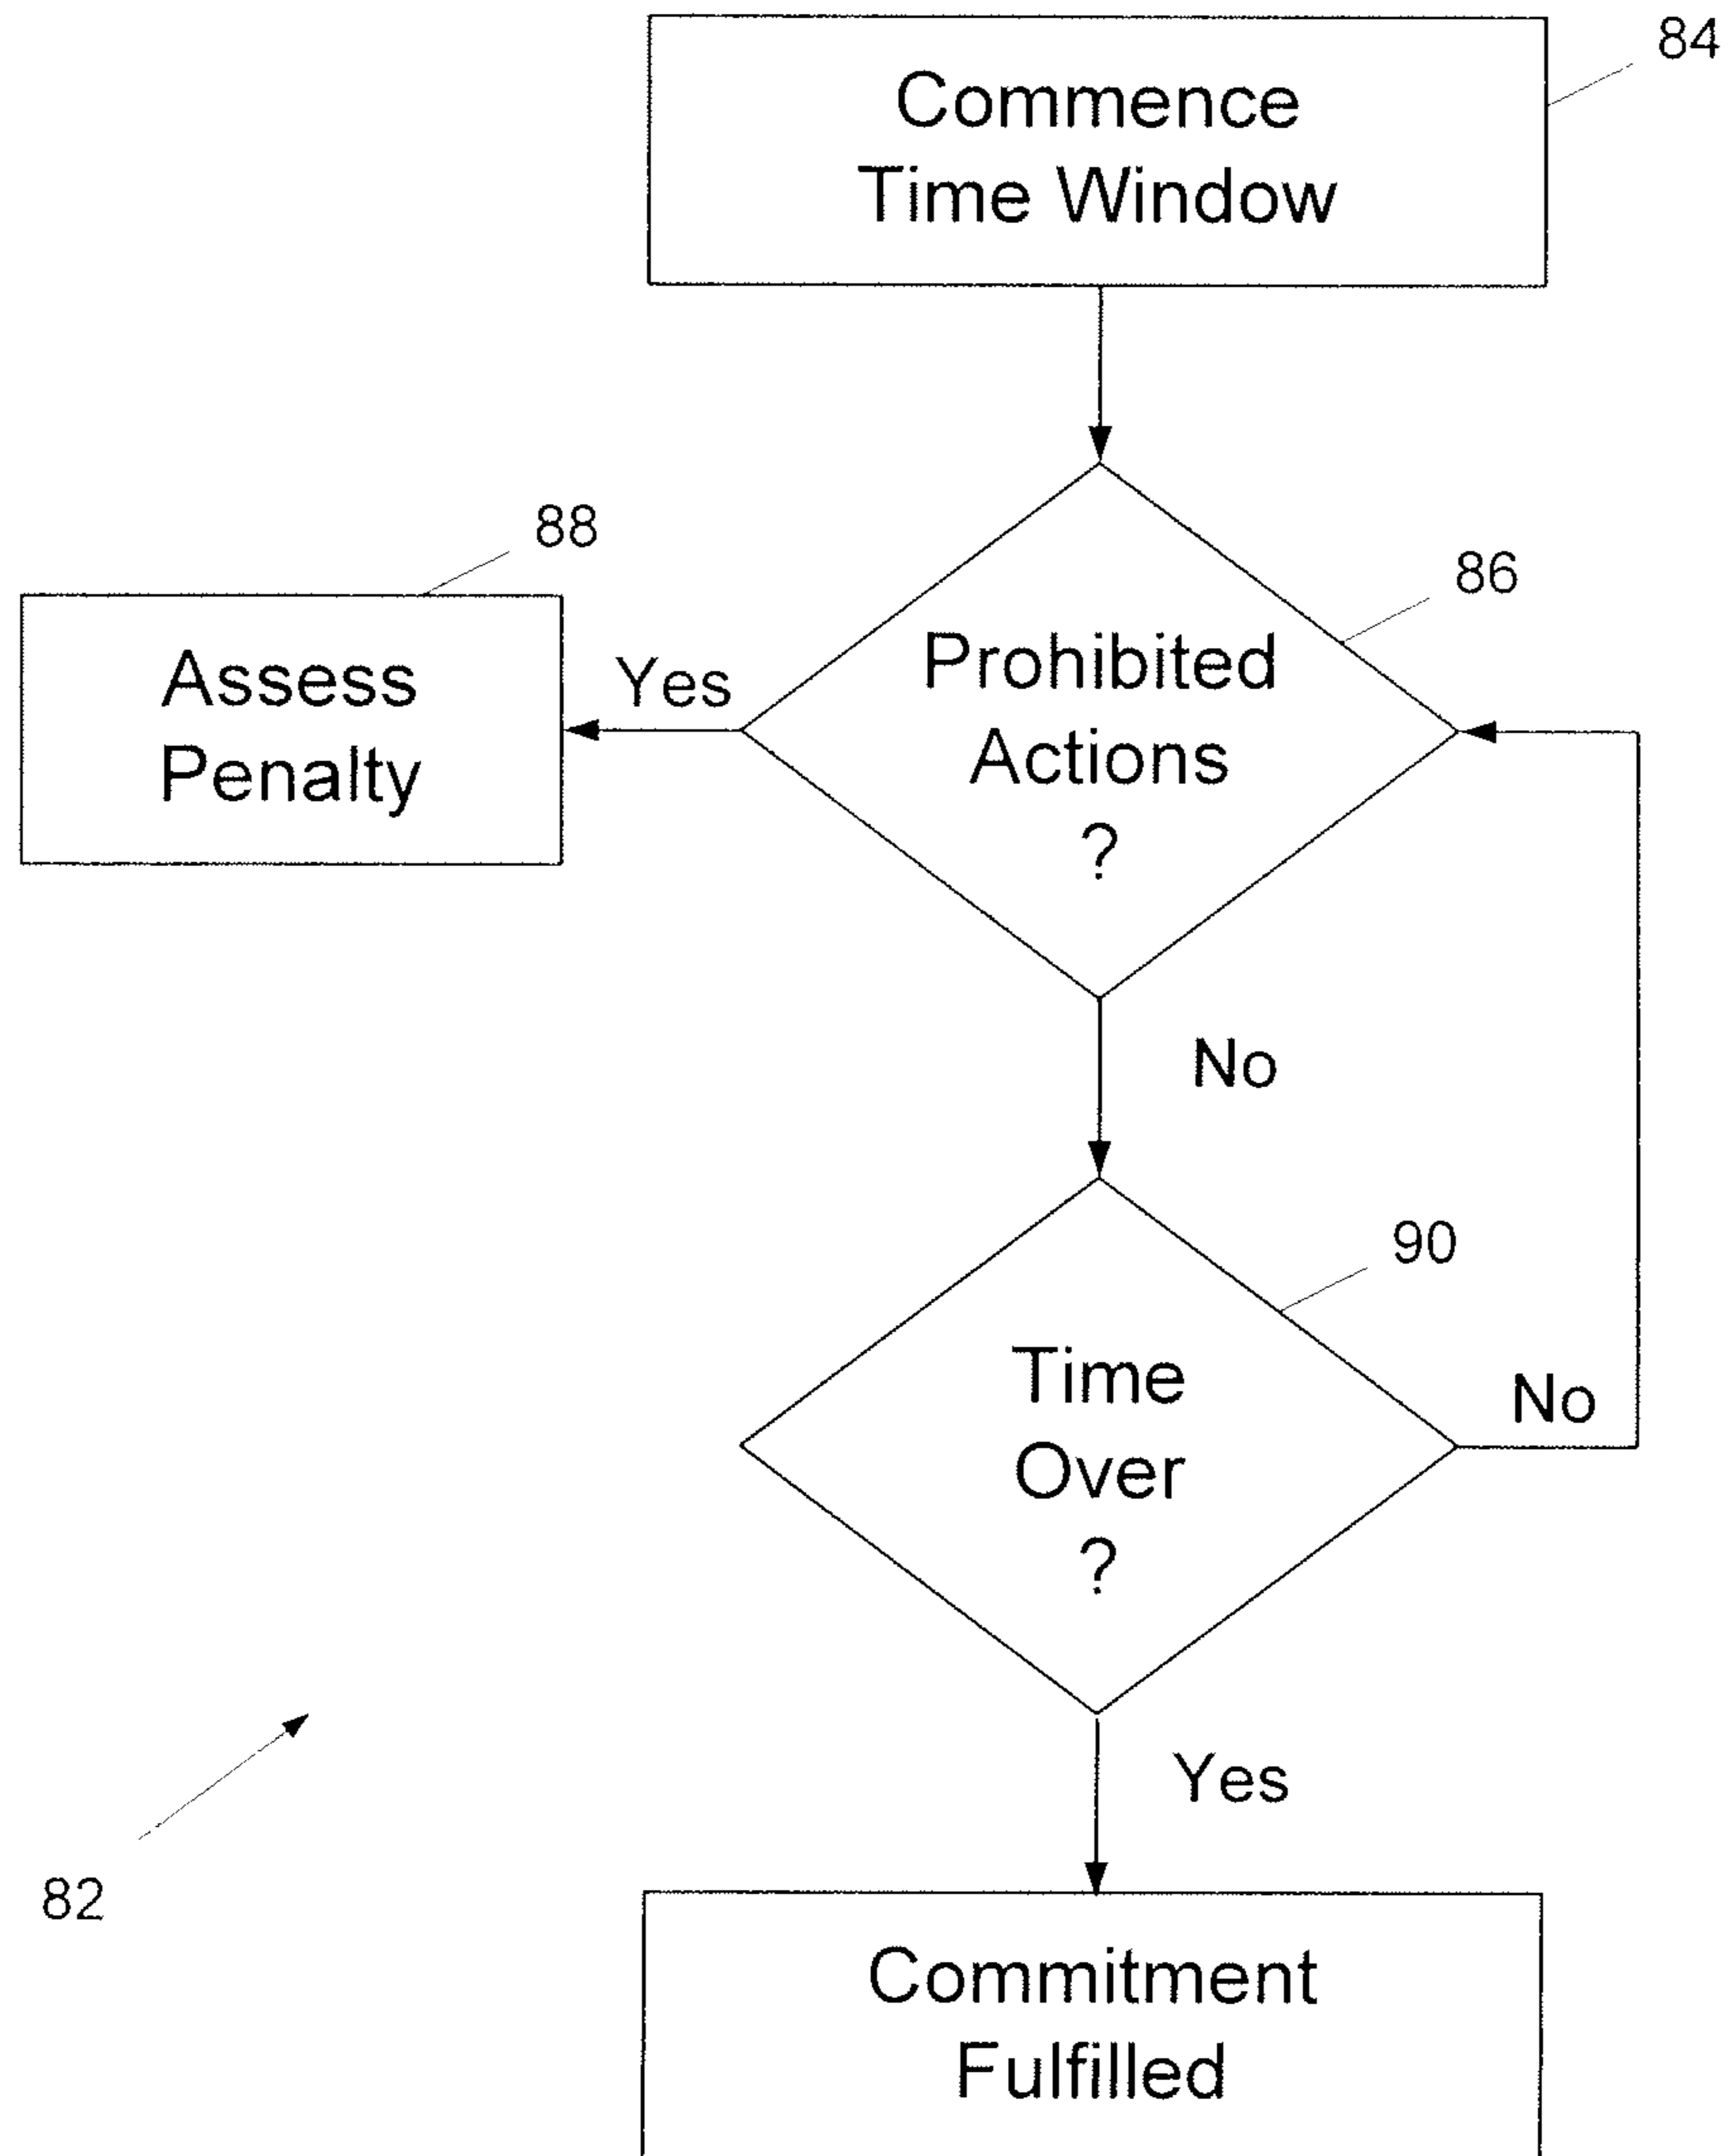 84
Commence
Time Window
88
86
Prohibited
Actions
?
Yes
Assess
Penalty
No
90
Time
Over
?
No
Yes
82
Commitment
Fulfilled